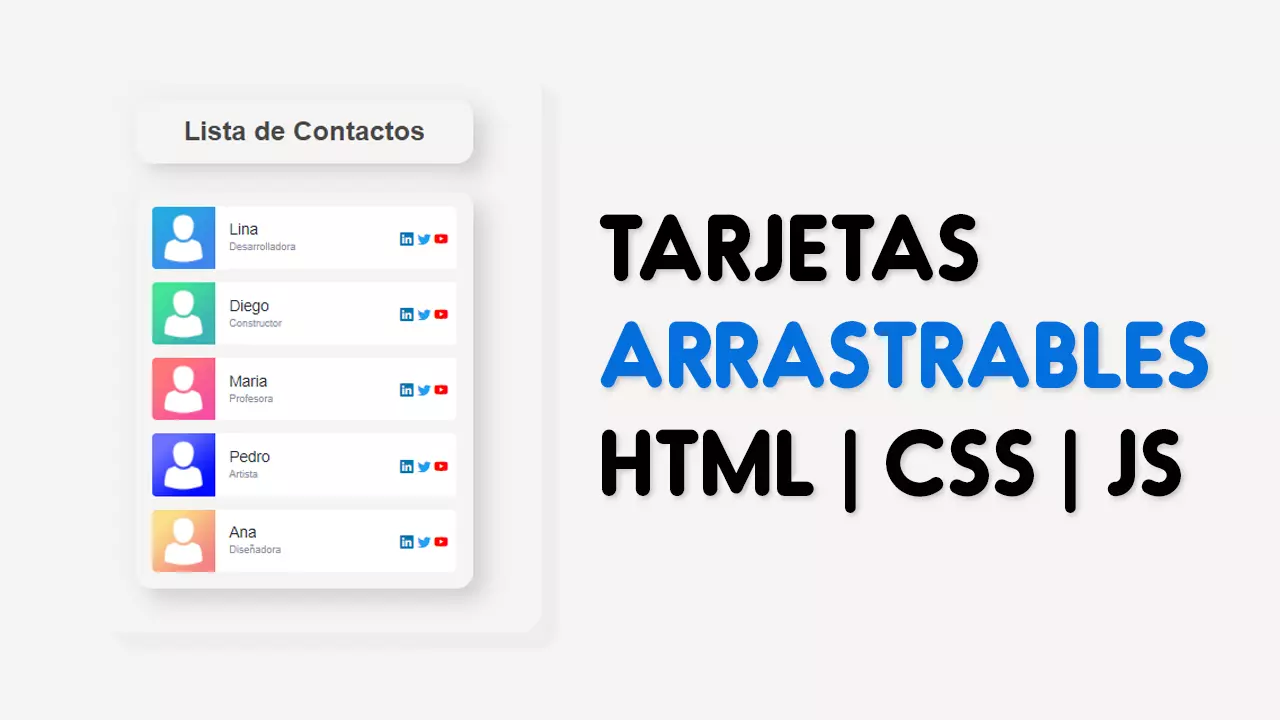 Lista de Contactos
Lina
Desarrolladora
Diego
Constructor
Maria
Profesora
Pedro
Artista
Ana
Diseñadora
TARJETAS
ARRASTRABLES
HTML | CSS | JS